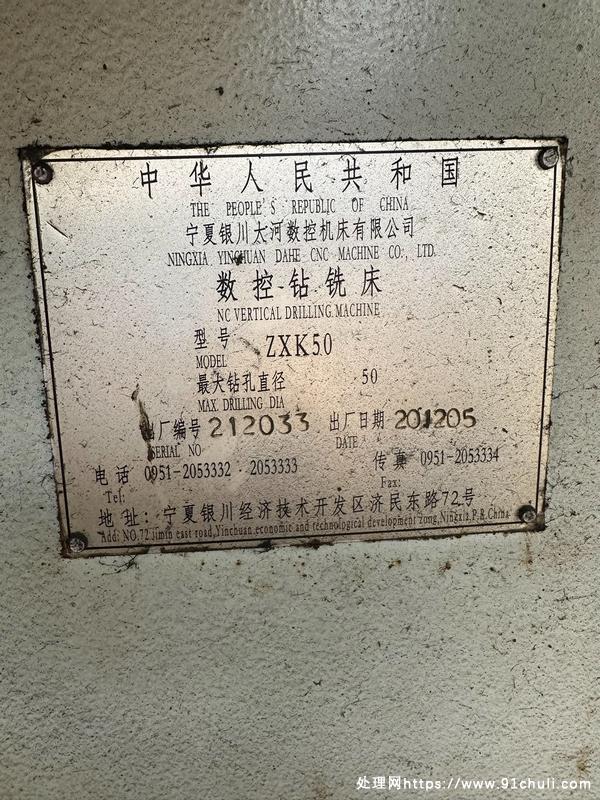 中华人民共和国
THE PEOPLE'S REPUBLIC OF CHINA
宁夏银川大河数控机床有限公司
NINGXIA YINCHUAN DAHE CNC MACHINE CO., LTD.
数控钻铣床
NC VERTICAL DRILLING MACHINE
型号 ZXK50
MODEL
最大钻孔直径 50
MAX. DRILLING DIA
出厂编号 212033 出厂日期 201205
SERIAL NO DATE
电话 0951-2053332 . 2053333 传真 0951-2053334
Tel: Fax:
地址: 宁夏银川经济技术开发区济民东路72号
Add: NO.72 jimin east road,Yinchuan economic and technological development zong,Ningxia,P.R.China
处理网https://www.91chuli.com